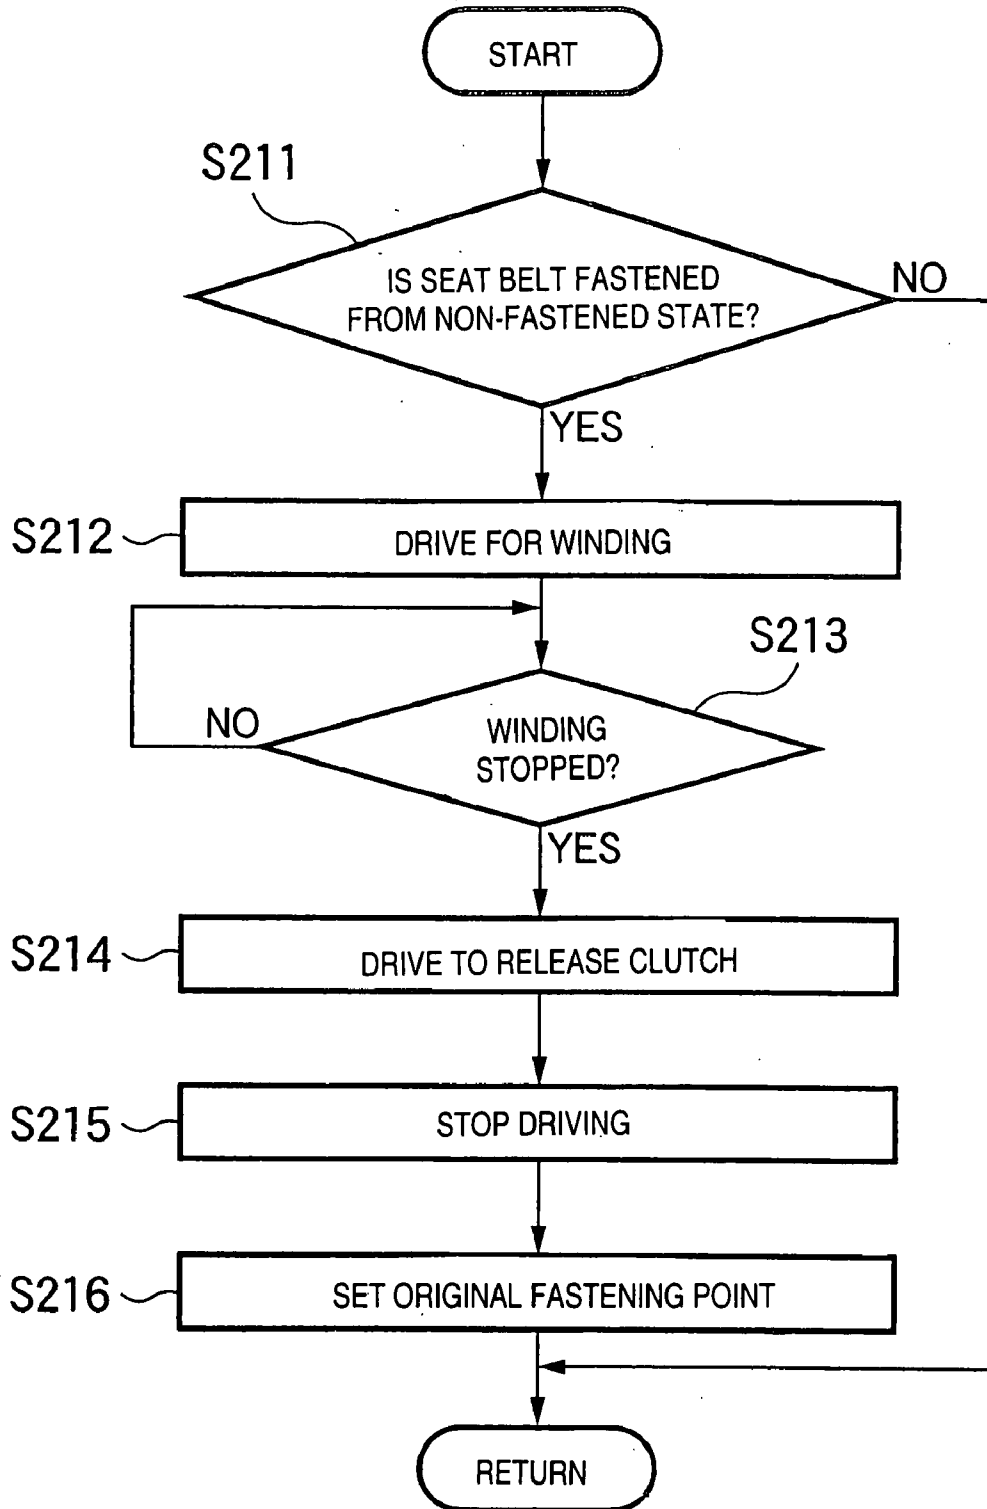 START
S211
IS SEAT BELT FASTENED
FROM NON-FASTENED STATE?
NO
YES
S212
DRIVE FOR WINDING
S213
NO
WINDING
STOPPED?
YES
S214
DRIVE TO RELEASE CLUTCH
S215
STOP DRIVING
S216
SET ORIGINAL FASTENING POINT
RETURN